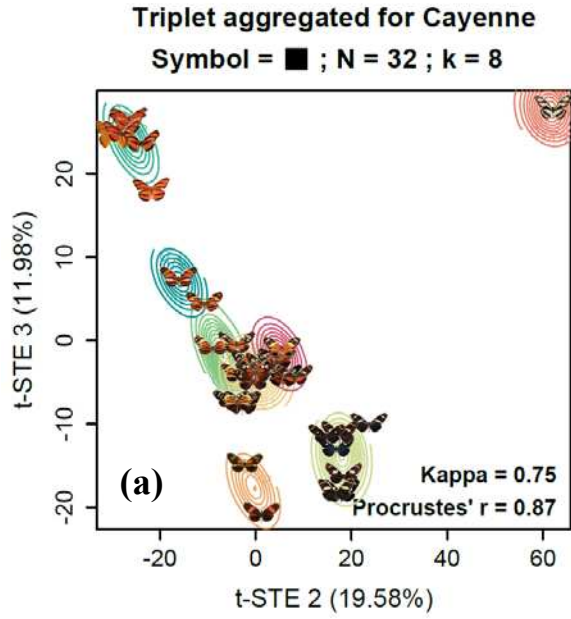 Triplet aggregated for Cayenne
Symbol = ■ ; N = 32 ; k = 8
20
10
0
-10
-20
t-STE 3 (11.98%)
(a)
Kappa = 0.75
Procrustes' r = 0.87
-20 0 20 40 60
t-STE 2 (19.58%)